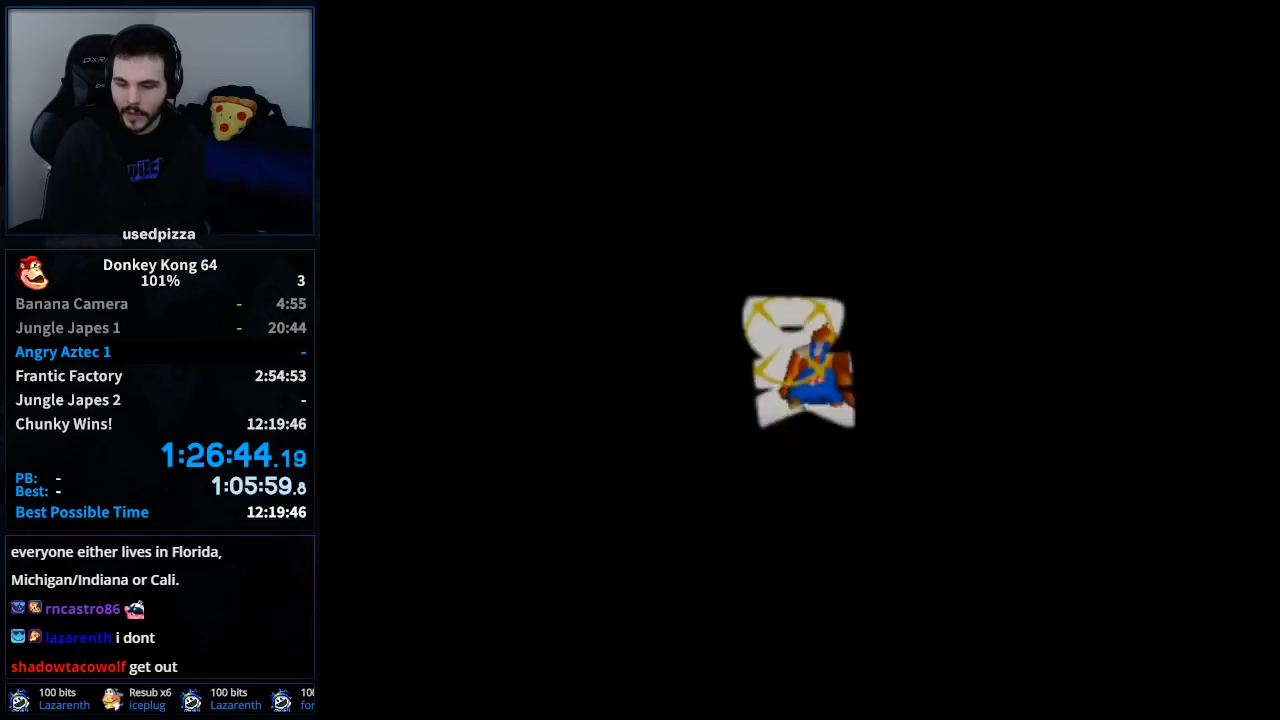 usedpizza
Donkey Kong 64
101% 3
Banana Camera - 4:55
Jungle Japes 1 - 20:44
Angry Aztec 1 -
Frantic Factory 2:54:53
Jungle Japes 2 -
Chunky Wins! 12:19:46
1:26:44.19
PB: -
Best: - 1:05:59.8
Best Possible Time 12:19:46
everyone either lives in Florida,
Michigan/Indiana or Cali.
rncastro86
lazarenth i dont
shadowtacowolf get out
100 bits Resub x6 100 bits
Lazarenth iceplug Lazarenth